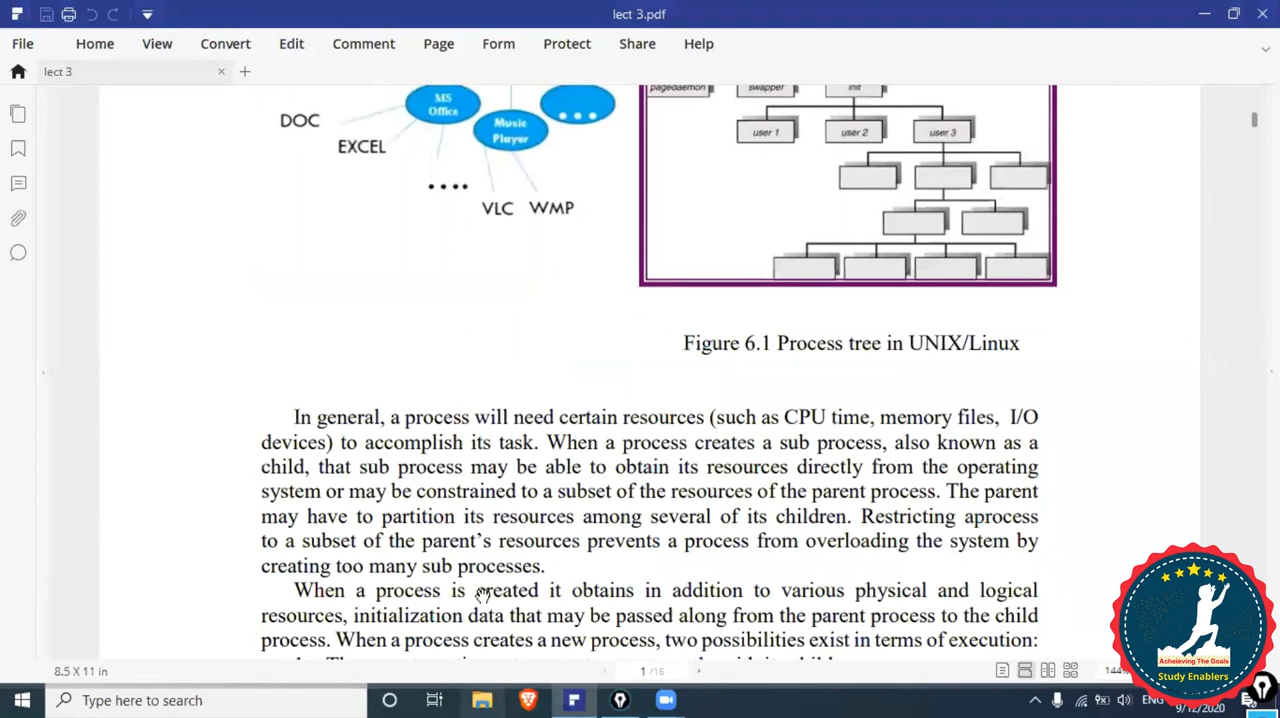 lect 3.pdf
File Home View Convert Edit Comment Page Form Protect Share Help
lect 3
MS
Office
DOC
EXCEL
Music
Player
VLC WMP
pagedaemon swapper init
user 1 user 2 user 3
Figure 6.1 Process tree in UNIX/Linux
In general, a process will need certain resources (such as CPU time, memory files, I/O
devices) to accomplish its task. When a process creates a sub process, also known as a
child, that sub process may be able to obtain its resources directly from the operating
system or may be constrained to a subset of the resources of the parent process. The parent
may have to partition its resources among several of its children. Restricting aprocess
to a subset of the parent's resources prevents a process from overloading the system by
creating too many sub processes.
When a process is created it obtains in addition to various physical and logical
resources, initialization data that may be passed along from the parent process to the child
process. When a process creates a new process, two possibilities exist in terms of execution:
8.5 X 11 in
1 /16
144
Acheieving The Goals
Study Enablers
Type here to search
ENG
9/12/2020